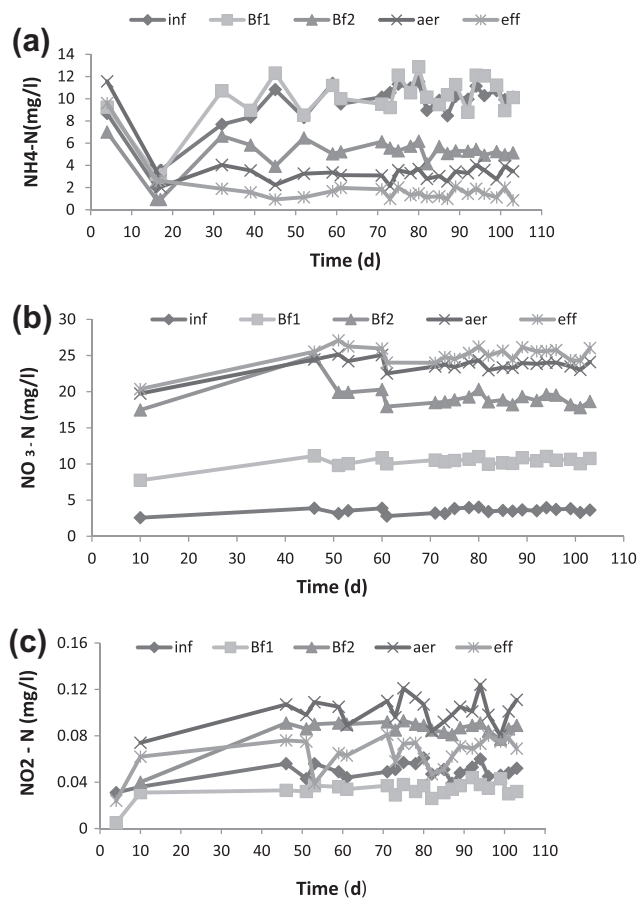 (a)
inf Bf1 Bf2 aer eff
NH4-N(mg/l)
14
12
10
8
6
4
2
0
0 10 20 30 40 50 60 70 80 90 100 110
Time (d)
(b)
30
inf Bf1 Bf2 aer eff
NO 3 - N (mg/l)
25
20
15
10
5
0
0 10 20 30 40 50 60 70 80 90 100 110
Time (d)
(c)
0.16
inf Bf1 Bf2 aer eff
NO2 - N (mg/l)
0.12
0.08
0.04
0
0 10 20 30 40 50 60 70 80 90 100 110
Time (d)